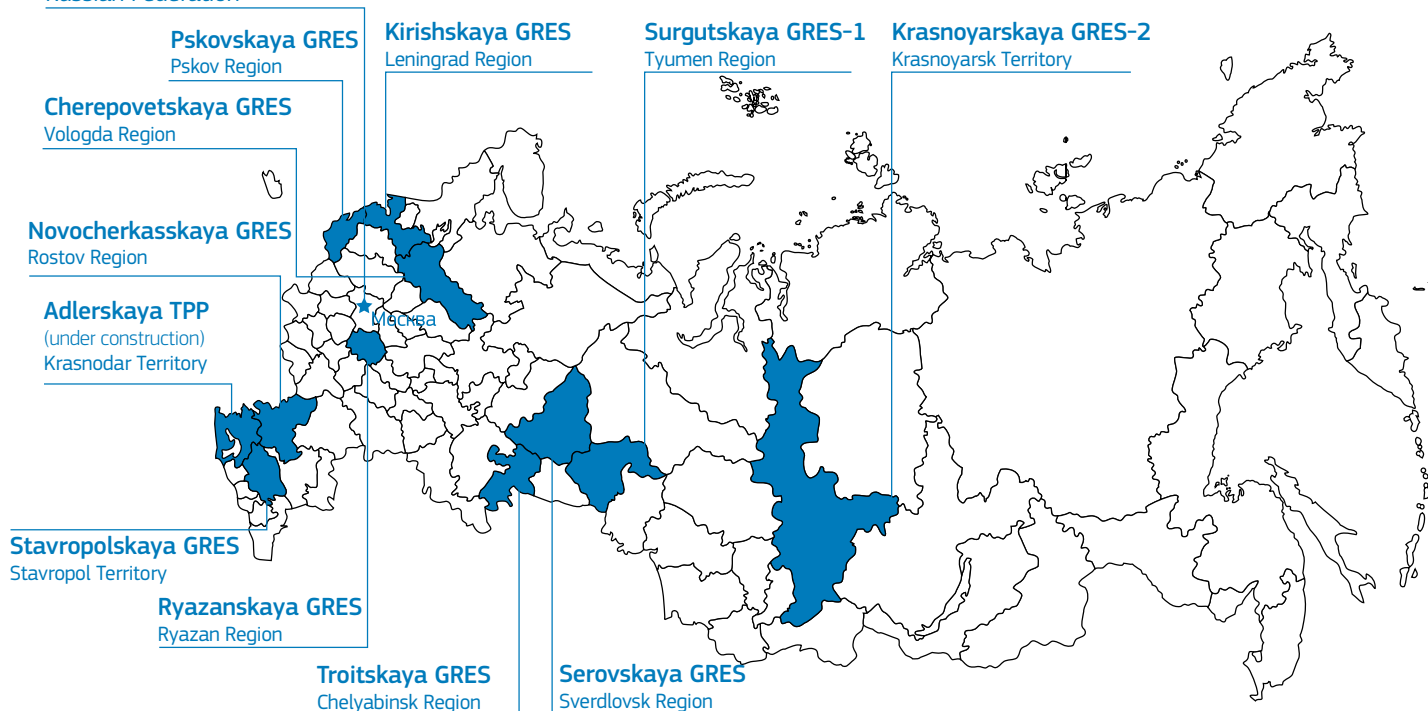 Pskovskaya GRES
Pskov Region
Kirishskaya GRES
Leningrad Region
Surgutskaya GRES-1
Tyumen Region
Krasnoyarskaya GRES-2
Krasnoyarsk Territory
Cherepovetskaya GRES
Vologda Region
Novocherkasskaya GRES
Rostov Region
Adlerskaya TPP
(under construction)
Krasnodar Territory
Москва
Stavropolskaya GRES
Stavropol Territory
Ryazanskaya GRES
Ryazan Region
Troitskaya GRES
Chelyabinsk Region
Serovskaya GRES
Sverdlovsk Region